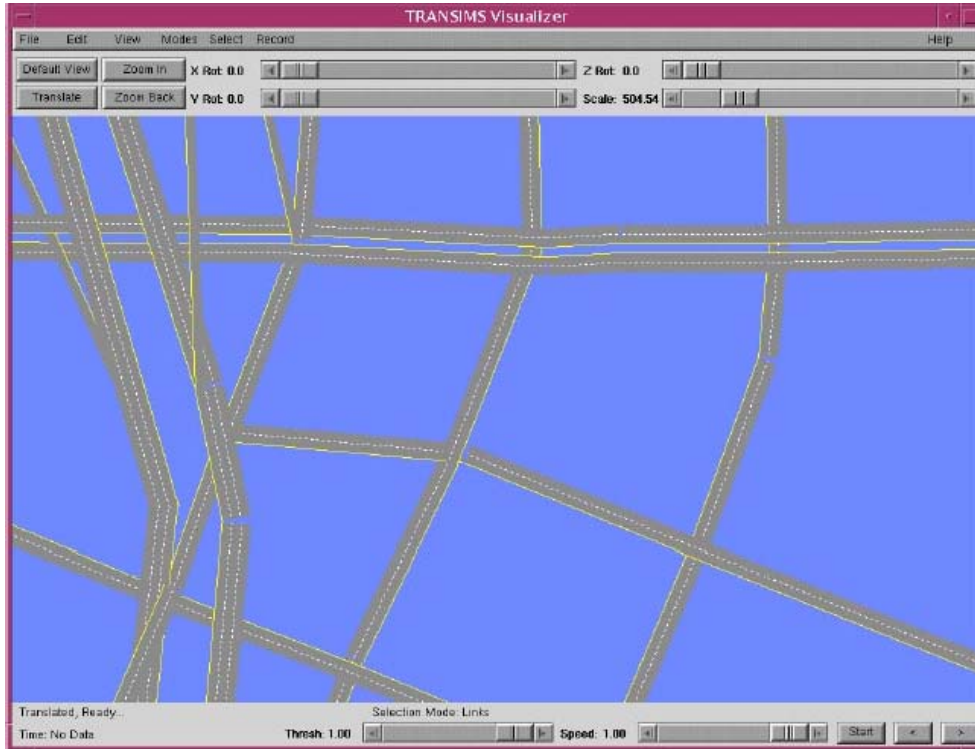 TRANSIMS Visualizer
File Edit View Modes Select Record Help
Default View Zoom In X Rot: 0.0 Z Rot: 0.0
Translate Zoom Back Y Rot: 0.0 Scale: 504.54
Translated, Ready... Selection Mode: Links
Time: No Data Thresh: 1.00 Speed: 1.00 Start < >